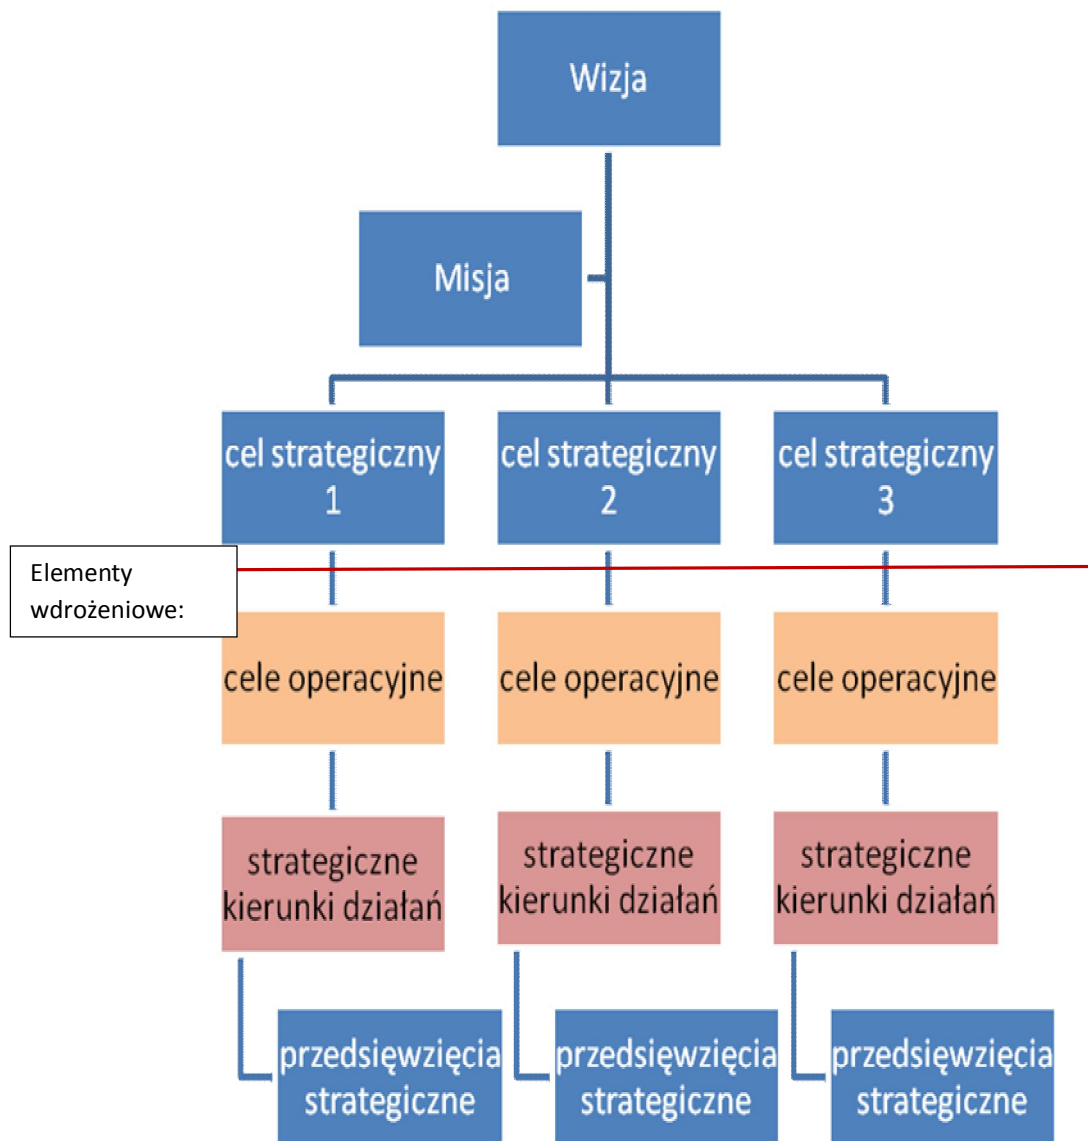 Wizja
Misja
cel strategiczny
1
cel strategiczny
2
cel strategiczny
3
Elementy
wdrożeniowe:
cele operacyjne
cele operacyjne
cele operacyjne
strategiczne
kierunki działań
strategiczne
kierunki działań
strategiczne
kierunki działań
przedsięwzięcia
strategiczne
przedsięwzięcia
strategiczne
przedsięwzięcia
strategiczne